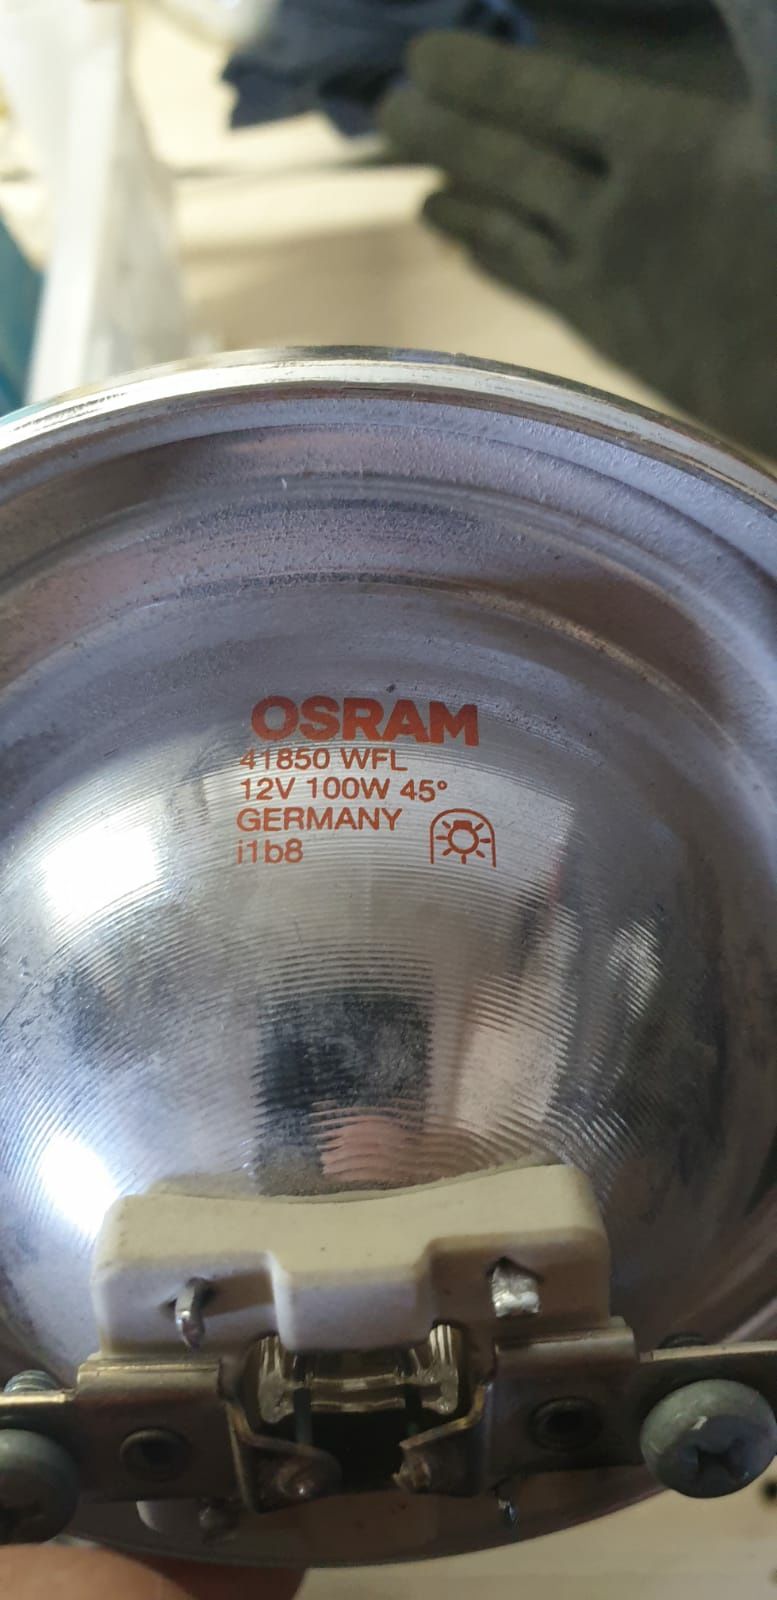 OSRAM
41850 WFL
12V 100W 45°
GERMANY
i1b8